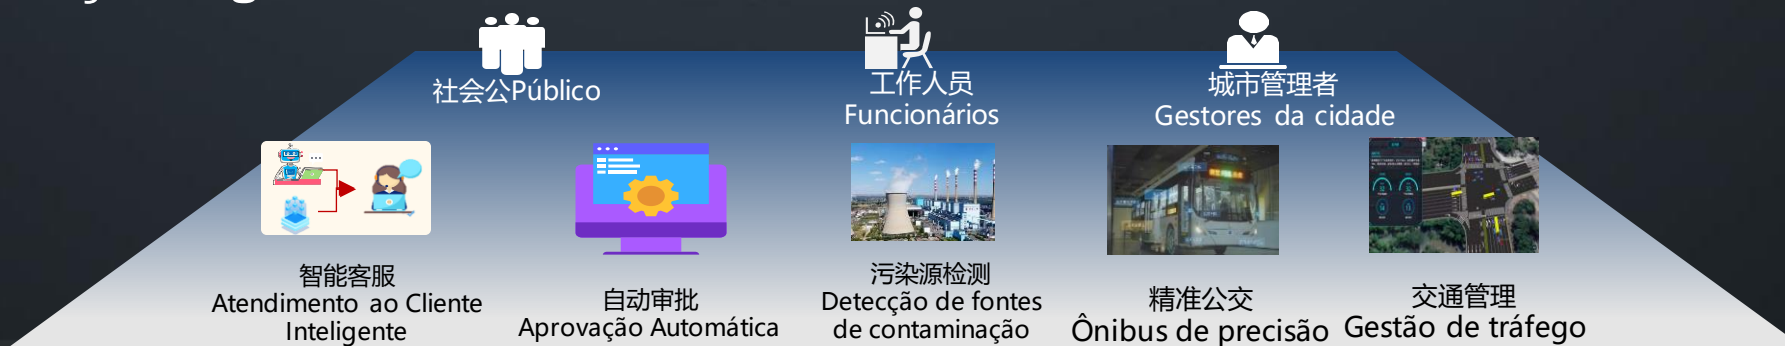 社会公Público
工作人员
Funcionários
城市管理者
Gestores da cidade
...
智能客服
Atendimento ao Cliente
Inteligente
自动审批
Aprovação Automática
污染源检测
Detecção de fontes
de contaminação
精准公交
Ônibus de precisão
交通管理
Gestão de tráfego